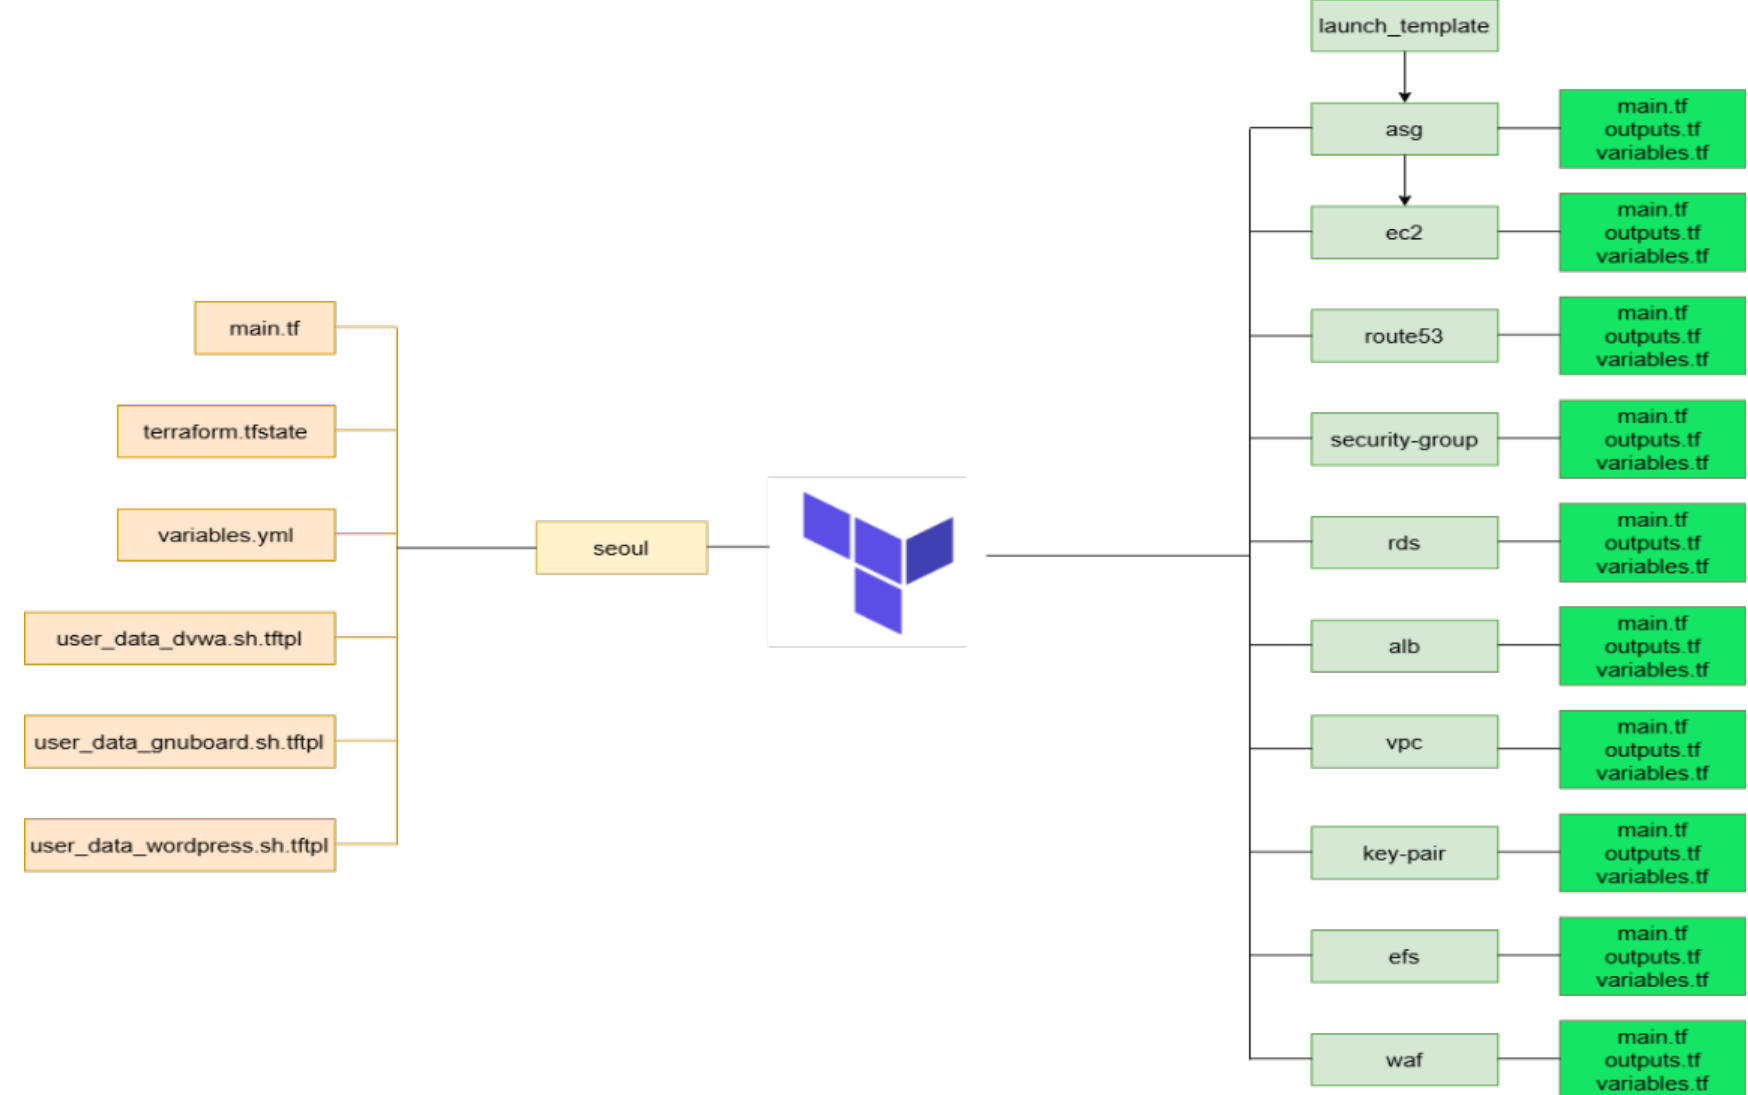 launch_template
asg
main.tf
outputs.tf
variables.tf
ec2
main.tf
outputs.tf
variables.tf
route53
main.tf
outputs.tf
variables.tf
security-group
main.tf
outputs.tf
variables.tf
rds
main.tf
outputs.tf
variables.tf
alb
main.tf
outputs.tf
variables.tf
vpc
main.tf
outputs.tf
variables.tf
key-pair
main.tf
outputs.tf
variables.tf
efs
main.tf
outputs.tf
variables.tf
waf
main.tf
outputs.tf
variables.tf
seoul
main.tf
terraform.tfstate
variables.yml
user_data_dvwa.sh.tftpl
user_data_gnuboard.sh.tftpl
user_data_wordpress.sh.tftpl